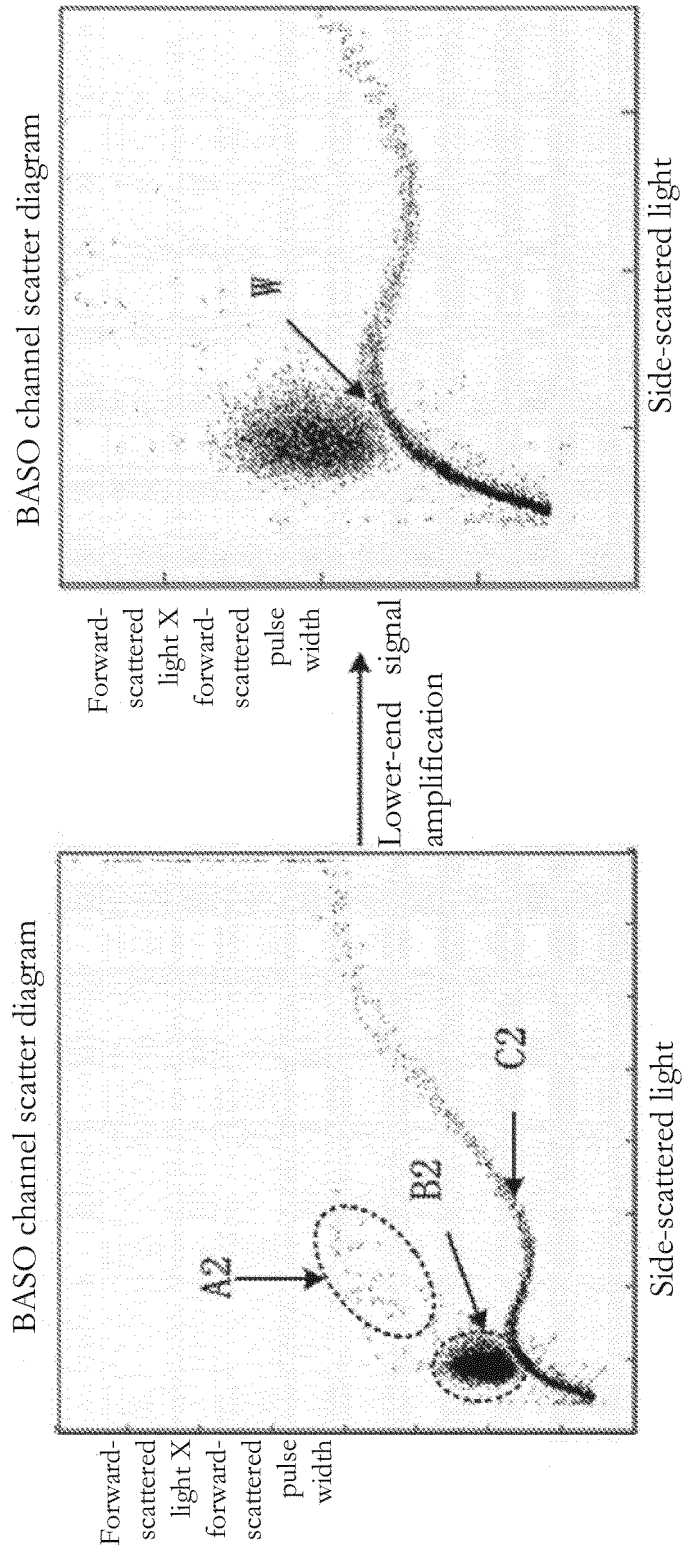 BASO channel scatter diagram
Forward-
scattered
light X
forward-
scattered
pulse
width
A2
B2
C2
Side-scattered light
Lower-end signal
amplification
BASO channel scatter diagram
Forward-
scattered
light X
forward-
scattered
pulse
width
W
Side-scattered light